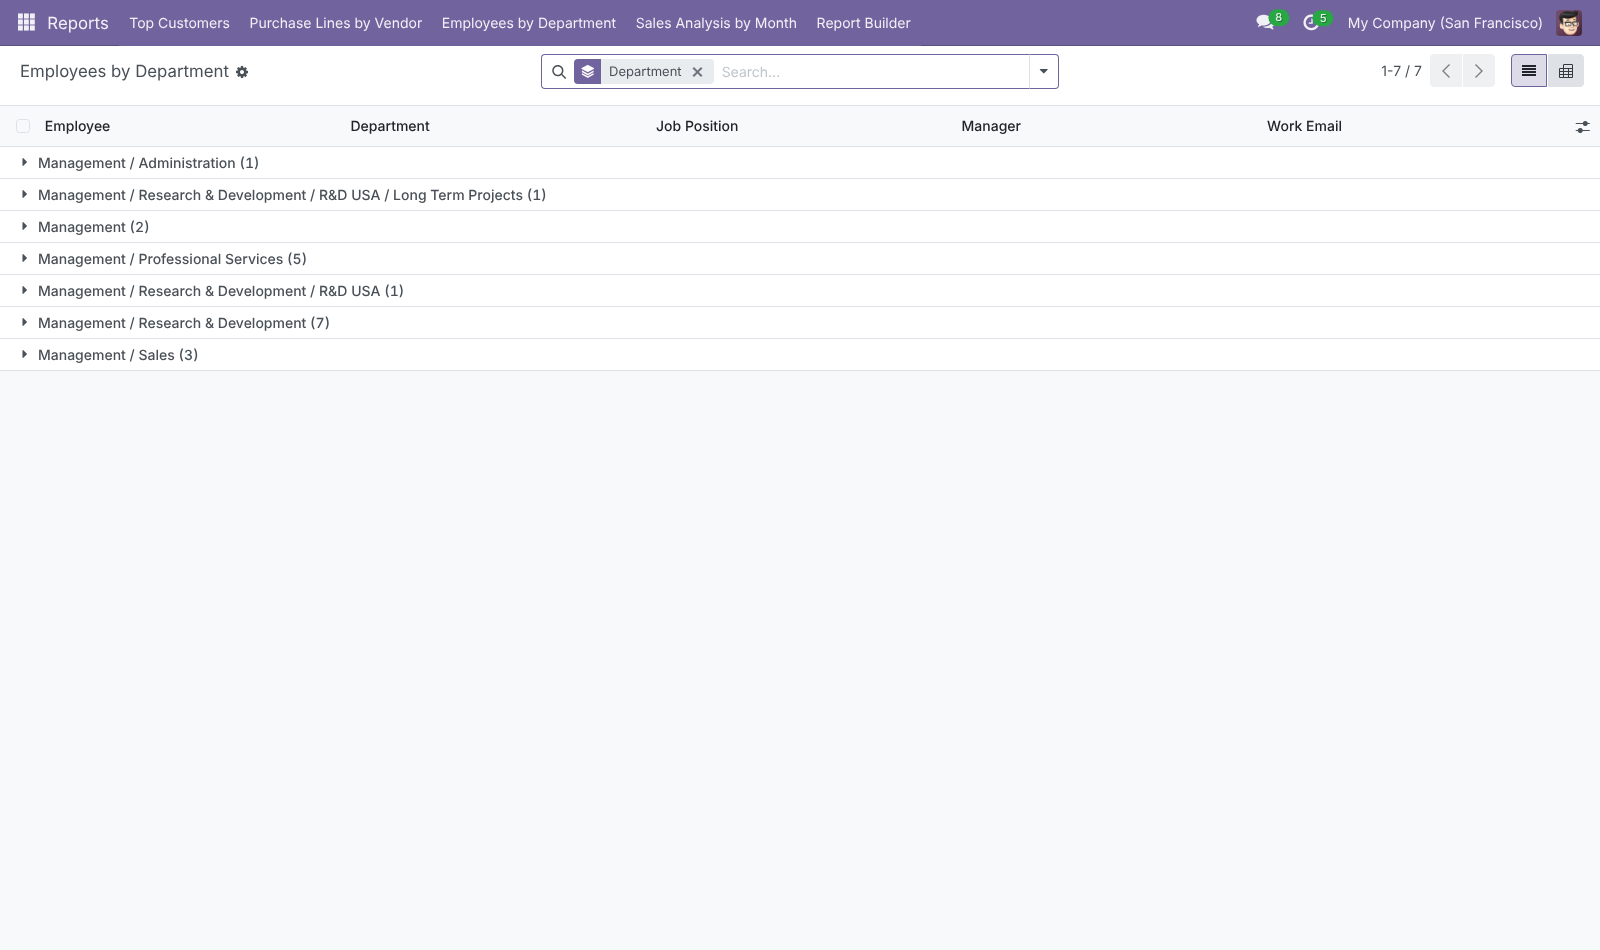 Reports Top Customers Purchase Lines by Vendor Employees by Department Sales Analysis by Month Report Builder 8 5 My Company (San Francisco)
Employees by Department Department Search... 1-7 / 7
Employee Department Job Position Manager Work Email
Management / Administration (1)
Management / Research & Development / R&D USA / Long Term Projects (1)
Management (2)
Management / Professional Services (5)
Management / Research & Development / R&D USA (1)
Management / Research & Development (7)
Management / Sales (3)